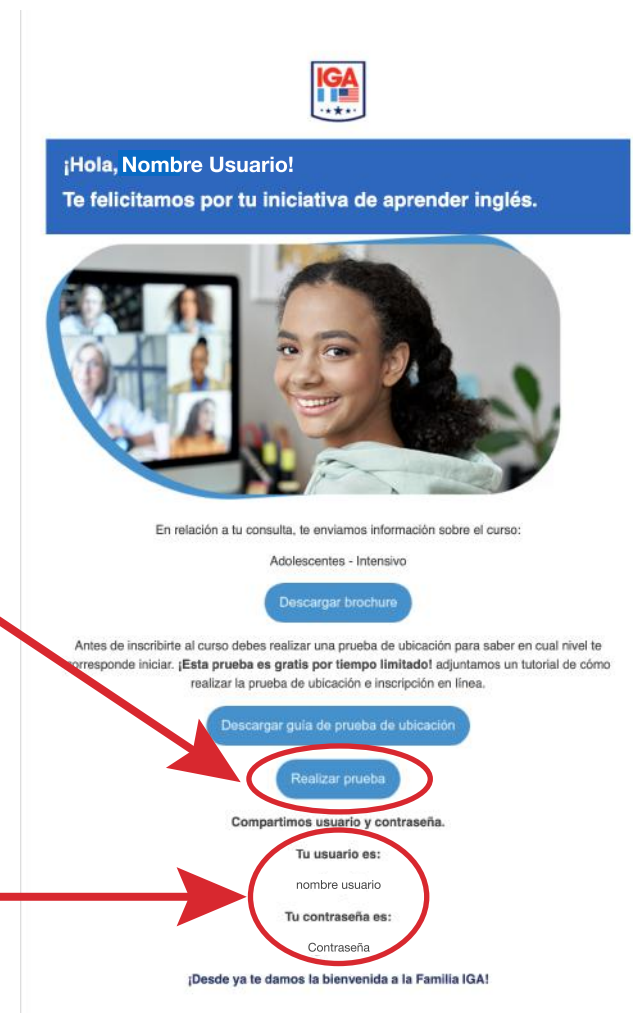 IGA
¡Hola, Nombre Usuario!
Te felicitamos por tu iniciativa de aprender inglés.
En relación a tu consulta, te enviamos información sobre el curso:
Adolescentes - Intensivo
Descargar brochure
Antes de inscribirte al curso debes realizar una prueba de ubicación para saber en cual nivel te
corresponde iniciar. ¡Esta prueba es gratis por tiempo limitado! adjuntamos un tutorial de cómo
realizar la prueba de ubicación e inscripción en línea.
Descargar guía de prueba de ubicación
Realizar prueba
Compartimos usuario y contraseña.
Tu usuario es:
nombre usuario
Tu contraseña es:
Contraseña
¡Desde ya te damos la bienvenida a la Familia IGA!